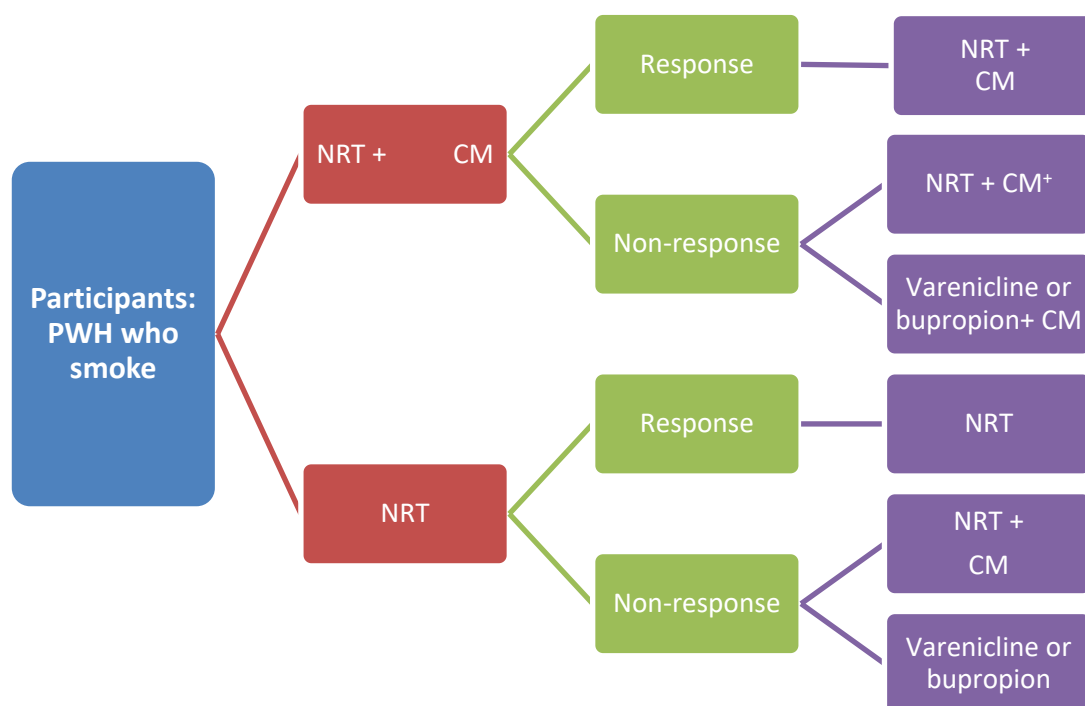 Participants:
PWH who
smoke
NRT + CM
NRT
Response
Non-response
Response
Non-response
NRT +
CM
NRT + CM⁺
Varenicline or
bupropion+ CM
NRT
NRT +
CM
Varenicline or
bupropion